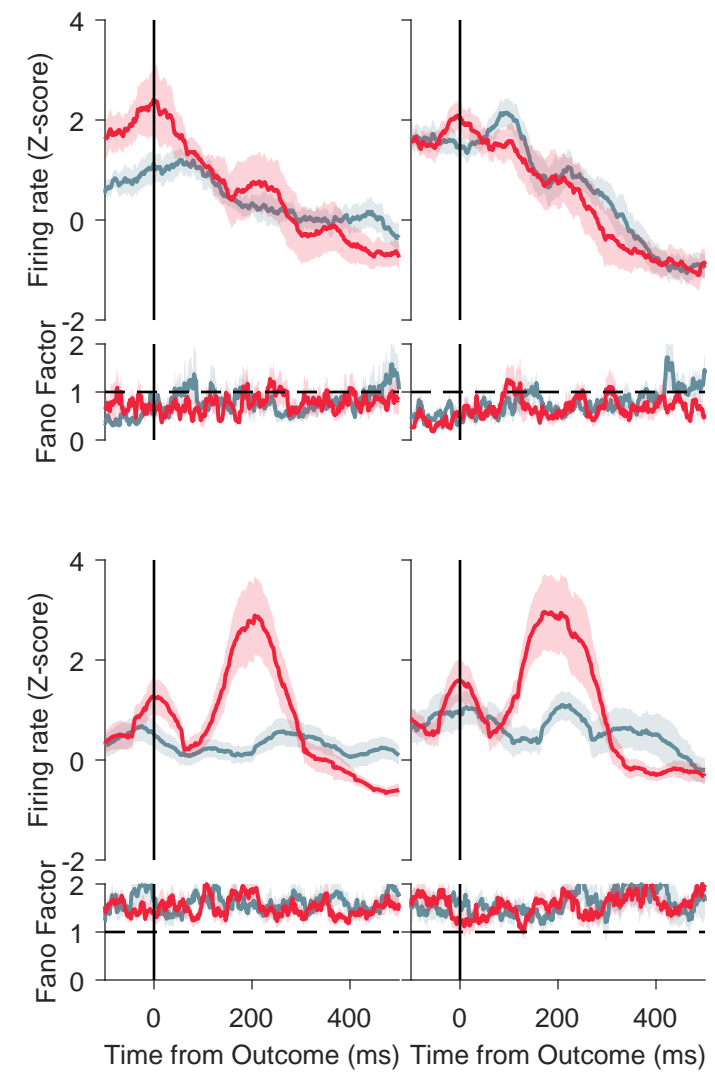 4
2
0
-2
Firing rate (Z-score)
2
1
0
Fano Factor
4
2
0
-2
Firing rate (Z-score)
2
1
0
Fano Factor
0 200 400 0 200 400
Time from Outcome (ms) Time from Outcome (ms)